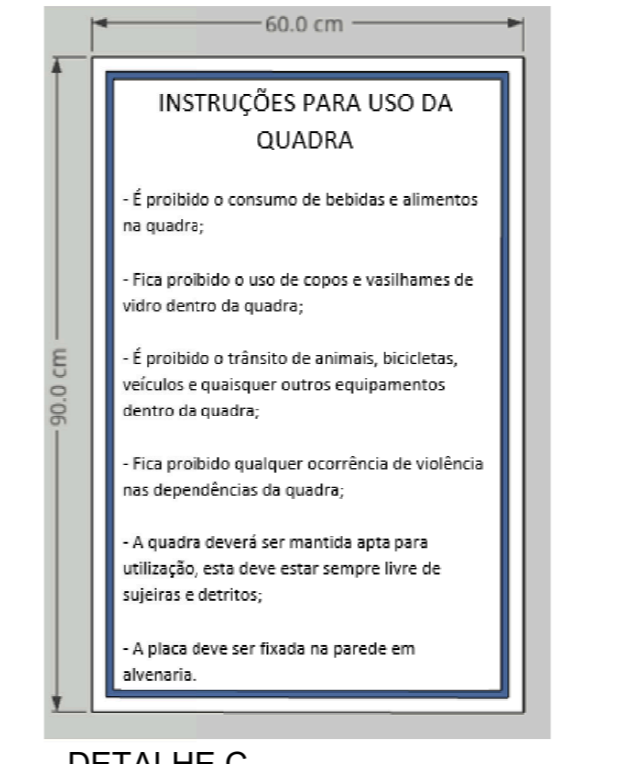 60.0 cm
INSTRUÇÕES PARA USO DA
QUADRA
- É proibido o consumo de bebidas e alimentos
na quadra;
- Fica proibido o uso de copos e vasilhames de
vidro dentro da quadra;
- É proibido o trânsito de animais, bicicletas,
veículos e quaisquer outros equipamentos
dentro da quadra;
- Fica proibido qualquer ocorrência de violência
nas dependências da quadra;
- A quadra deverá ser mantida apta para
utilização, esta deve estar sempre livre de
sujeiras e detritos;
- A placa deve ser fixada na parede em
alvenaria.
90.0 cm
DETALHE C